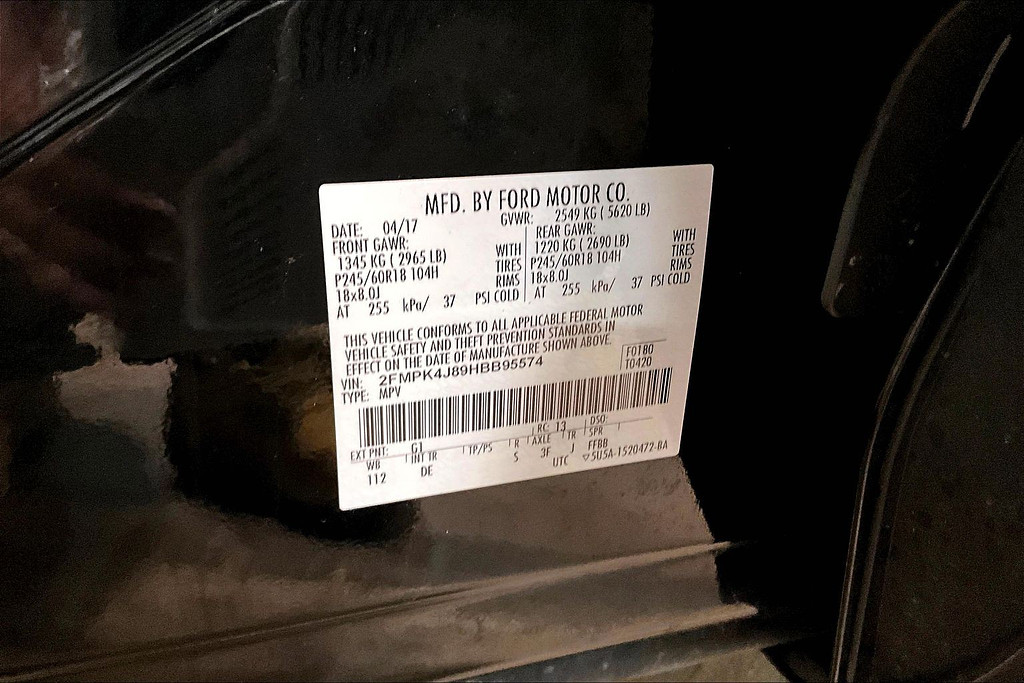 MFD. BY FORD MOTOR CO.
DATE: 04/17 GVWR: 2549 KG ( 5620 LB)
FRONT GAWR: REAR GAWR:
1345 KG ( 2965 LB) WITH 1220 KG ( 2690 LB) WITH
P245/60R18 104H TIRES P245/60R18 104H TIRES
18x8.0J RIMS 18x8.0J RIMS
AT 255 kPa/ 37 PSI COLD AT 255 kPa/ 37 PSI COLD
THIS VEHICLE CONFORMS TO ALL APPLICABLE FEDERAL MOTOR
VEHICLE SAFETY AND THEFT PREVENTION STANDARDS IN
EFFECT ON THE DATE OF MANUFACTURE SHOWN ABOVE.
VIN: 2FMPK4J89HBB95574 F0180
TYPE: MPV T0420
RC: 13 DSO:
EXT PNT: G1
WB INT TR TP/PS R AXLE TR SPR
112 DE S 3F J FFBB
UTC ▽5U5A-1520472-BA